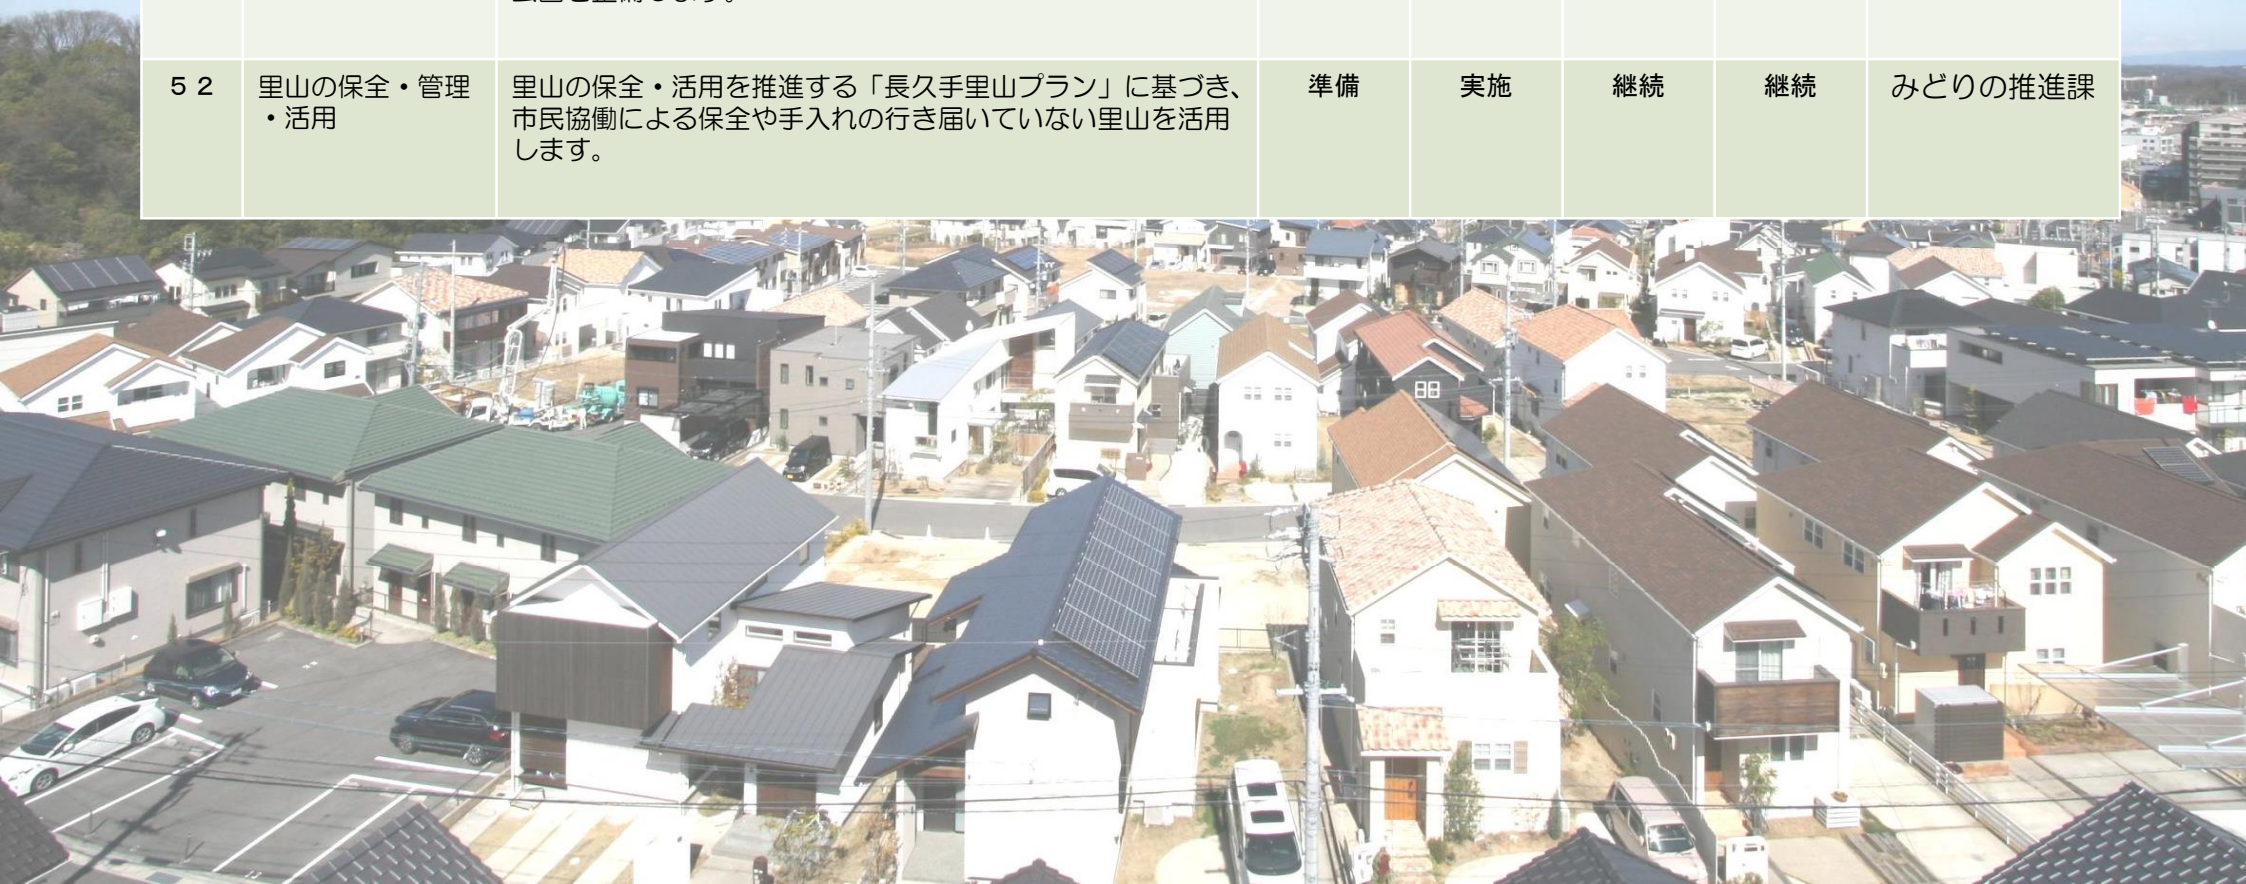 ５２
里山の保全・管理
・活用
里山の保全・活用を推進する「長久手里山プラン」に基づき、
市民協働による保全や手入れの行き届いていない里山を活用
します。
準備
実施
継続
継続
みどりの推進課